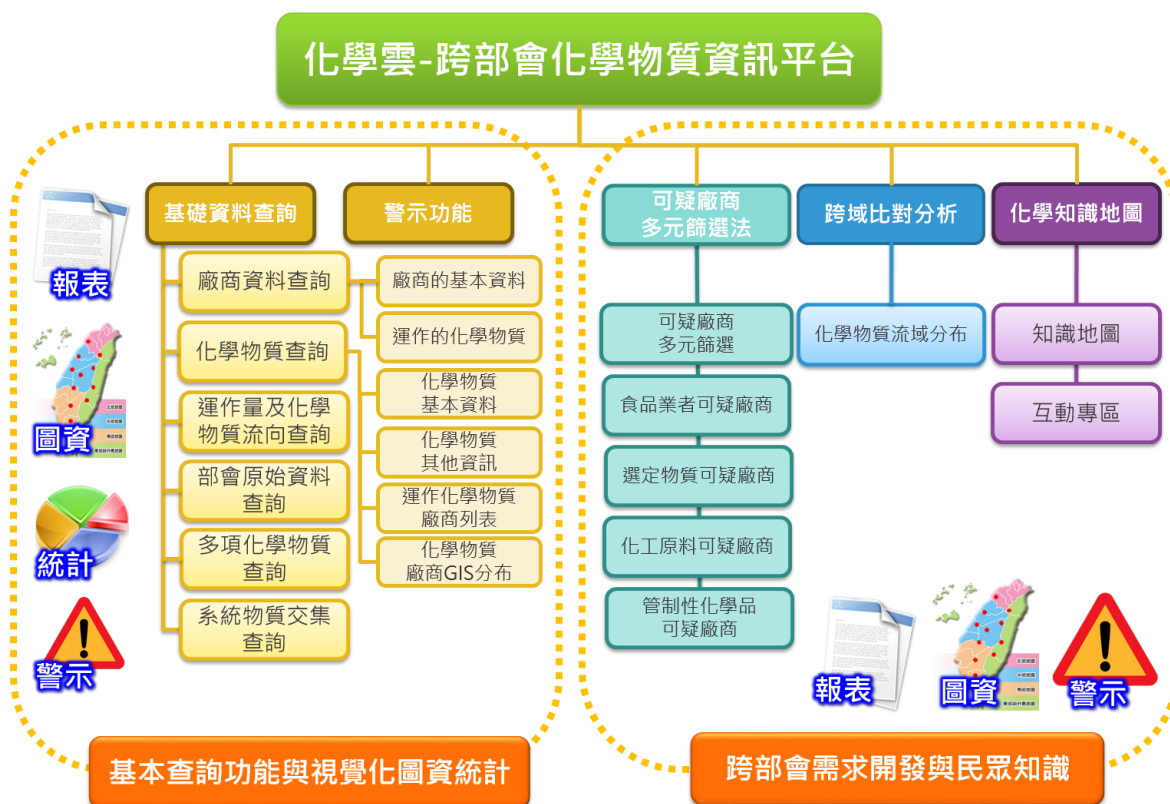 化學雲-跨部會化學物質資訊平台
基礎資料查詢
警示功能
報表
圖資
統計
警示
廠商資料查詢
化學物質查詢
運作量及化學
物質流向查詢
部會原始資料
查詢
多項化學物質
查詢
系統物質交集
查詢
廠商的基本資料
運作的化學物質
化學物質
基本資料
化學物質
其他資訊
運作化學物質
廠商列表
化學物質
廠商GIS分布
基本查詢功能與視覺化圖資統計
可疑廠商
多元篩選法
跨域比對分析
化學知識地圖
可疑廠商
多元篩選
食品業者可疑廠商
選定物質可疑廠商
化工原料可疑廠商
管制性化學品
可疑廠商
化學物質流域分布
知識地圖
互動專區
報表
圖資
警示
跨部會需求開發與民眾知識